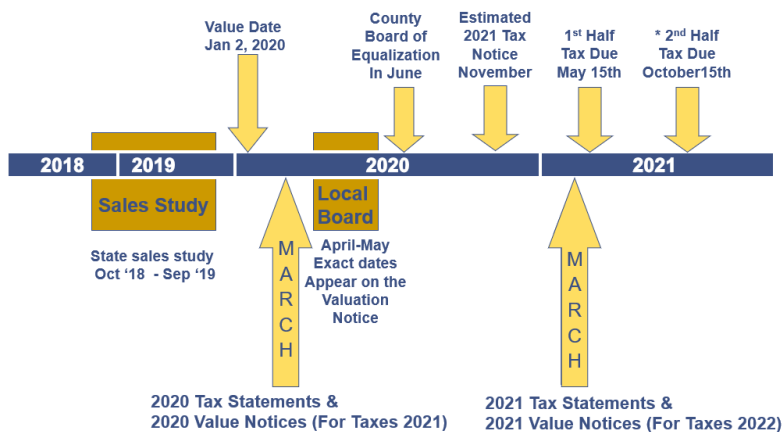 Value Date
Jan 2, 2020
County
Board of
Equalization
In June
Estimated
2021 Tax
Notice
November
1st Half
Tax Due
May 15th
* 2nd Half
Tax Due
October15th
2018
2019
2020
2021
Sales Study
Local
Board
State sales study
Oct ‘18 - Sep ‘19
April-May
Exact dates
Appear on the
Valuation
Notice
MARCH
MARCH
2020 Tax Statements &
2020 Value Notices (For Taxes 2021)
2021 Tax Statements &
2021 Value Notices (For Taxes 2022)